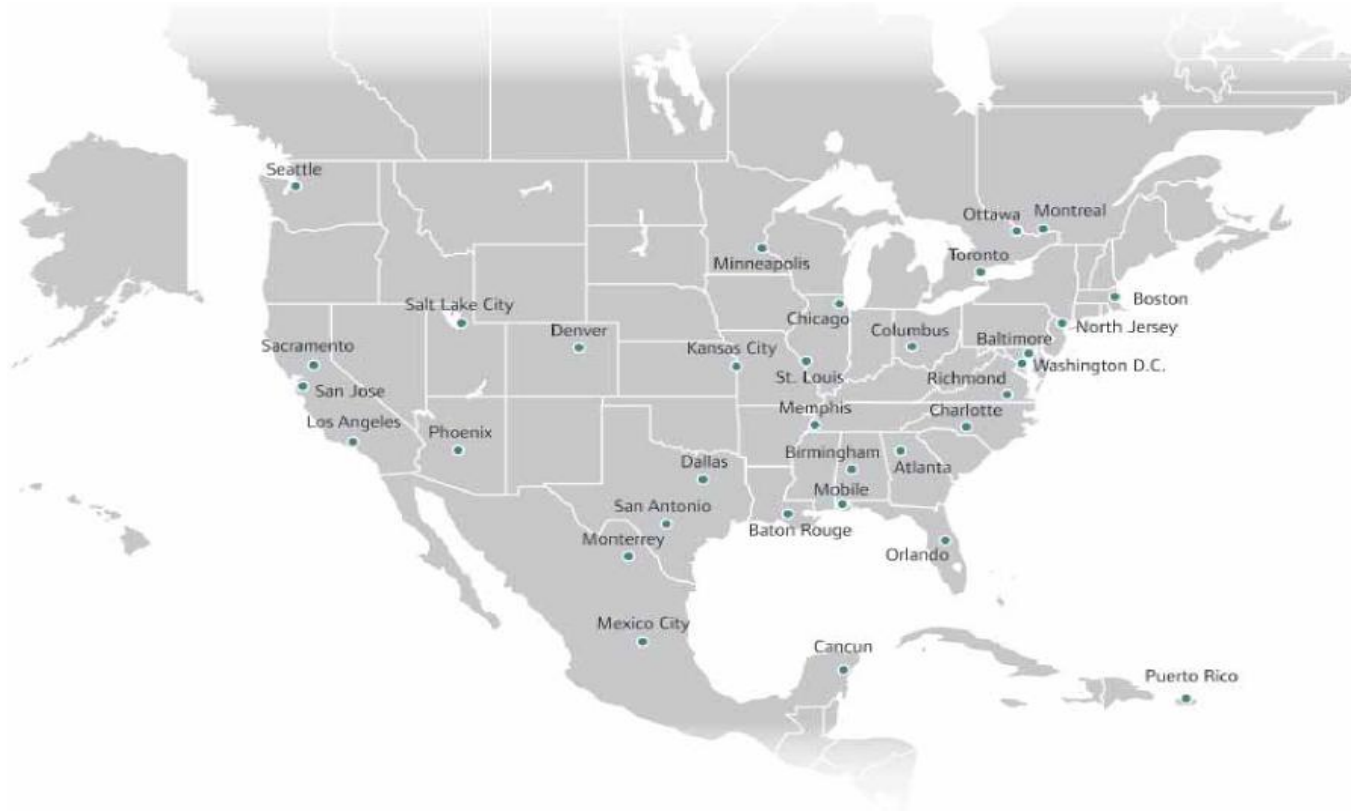 Seattle
Ottawa
Montreal
Toronto
Minneapolis
Boston
Salt Lake City
Chicago
Columbus
North Jersey
Denver
Baltimore
Sacramento
Kansas City
Washington D.C.
St. Louis
Richmond
San Jose
Memphis
Charlotte
Los Angeles
Phoenix
Birmingham
Dallas
Atlanta
Mobile
San Antonio
Baton Rouge
Monterrey
Orlando
Mexico City
Cancun
Puerto Rico